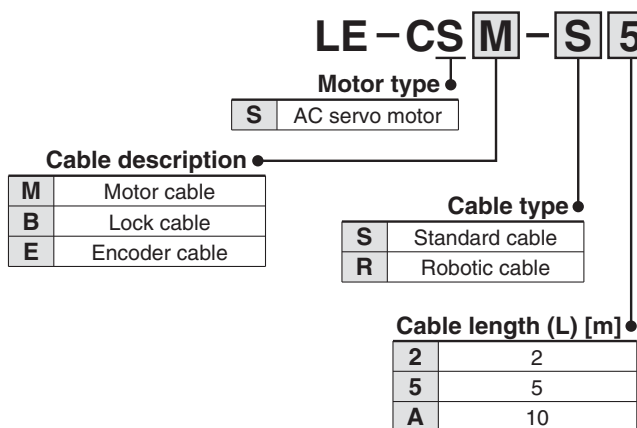 LE-CSM-S5
Motor type
S AC servo motor
Cable description
M Motor cable
B Lock cable
E Encoder cable
Cable type
S Standard cable
R Robotic cable
Cable length (L) [m]
2 2
5 5
A 10